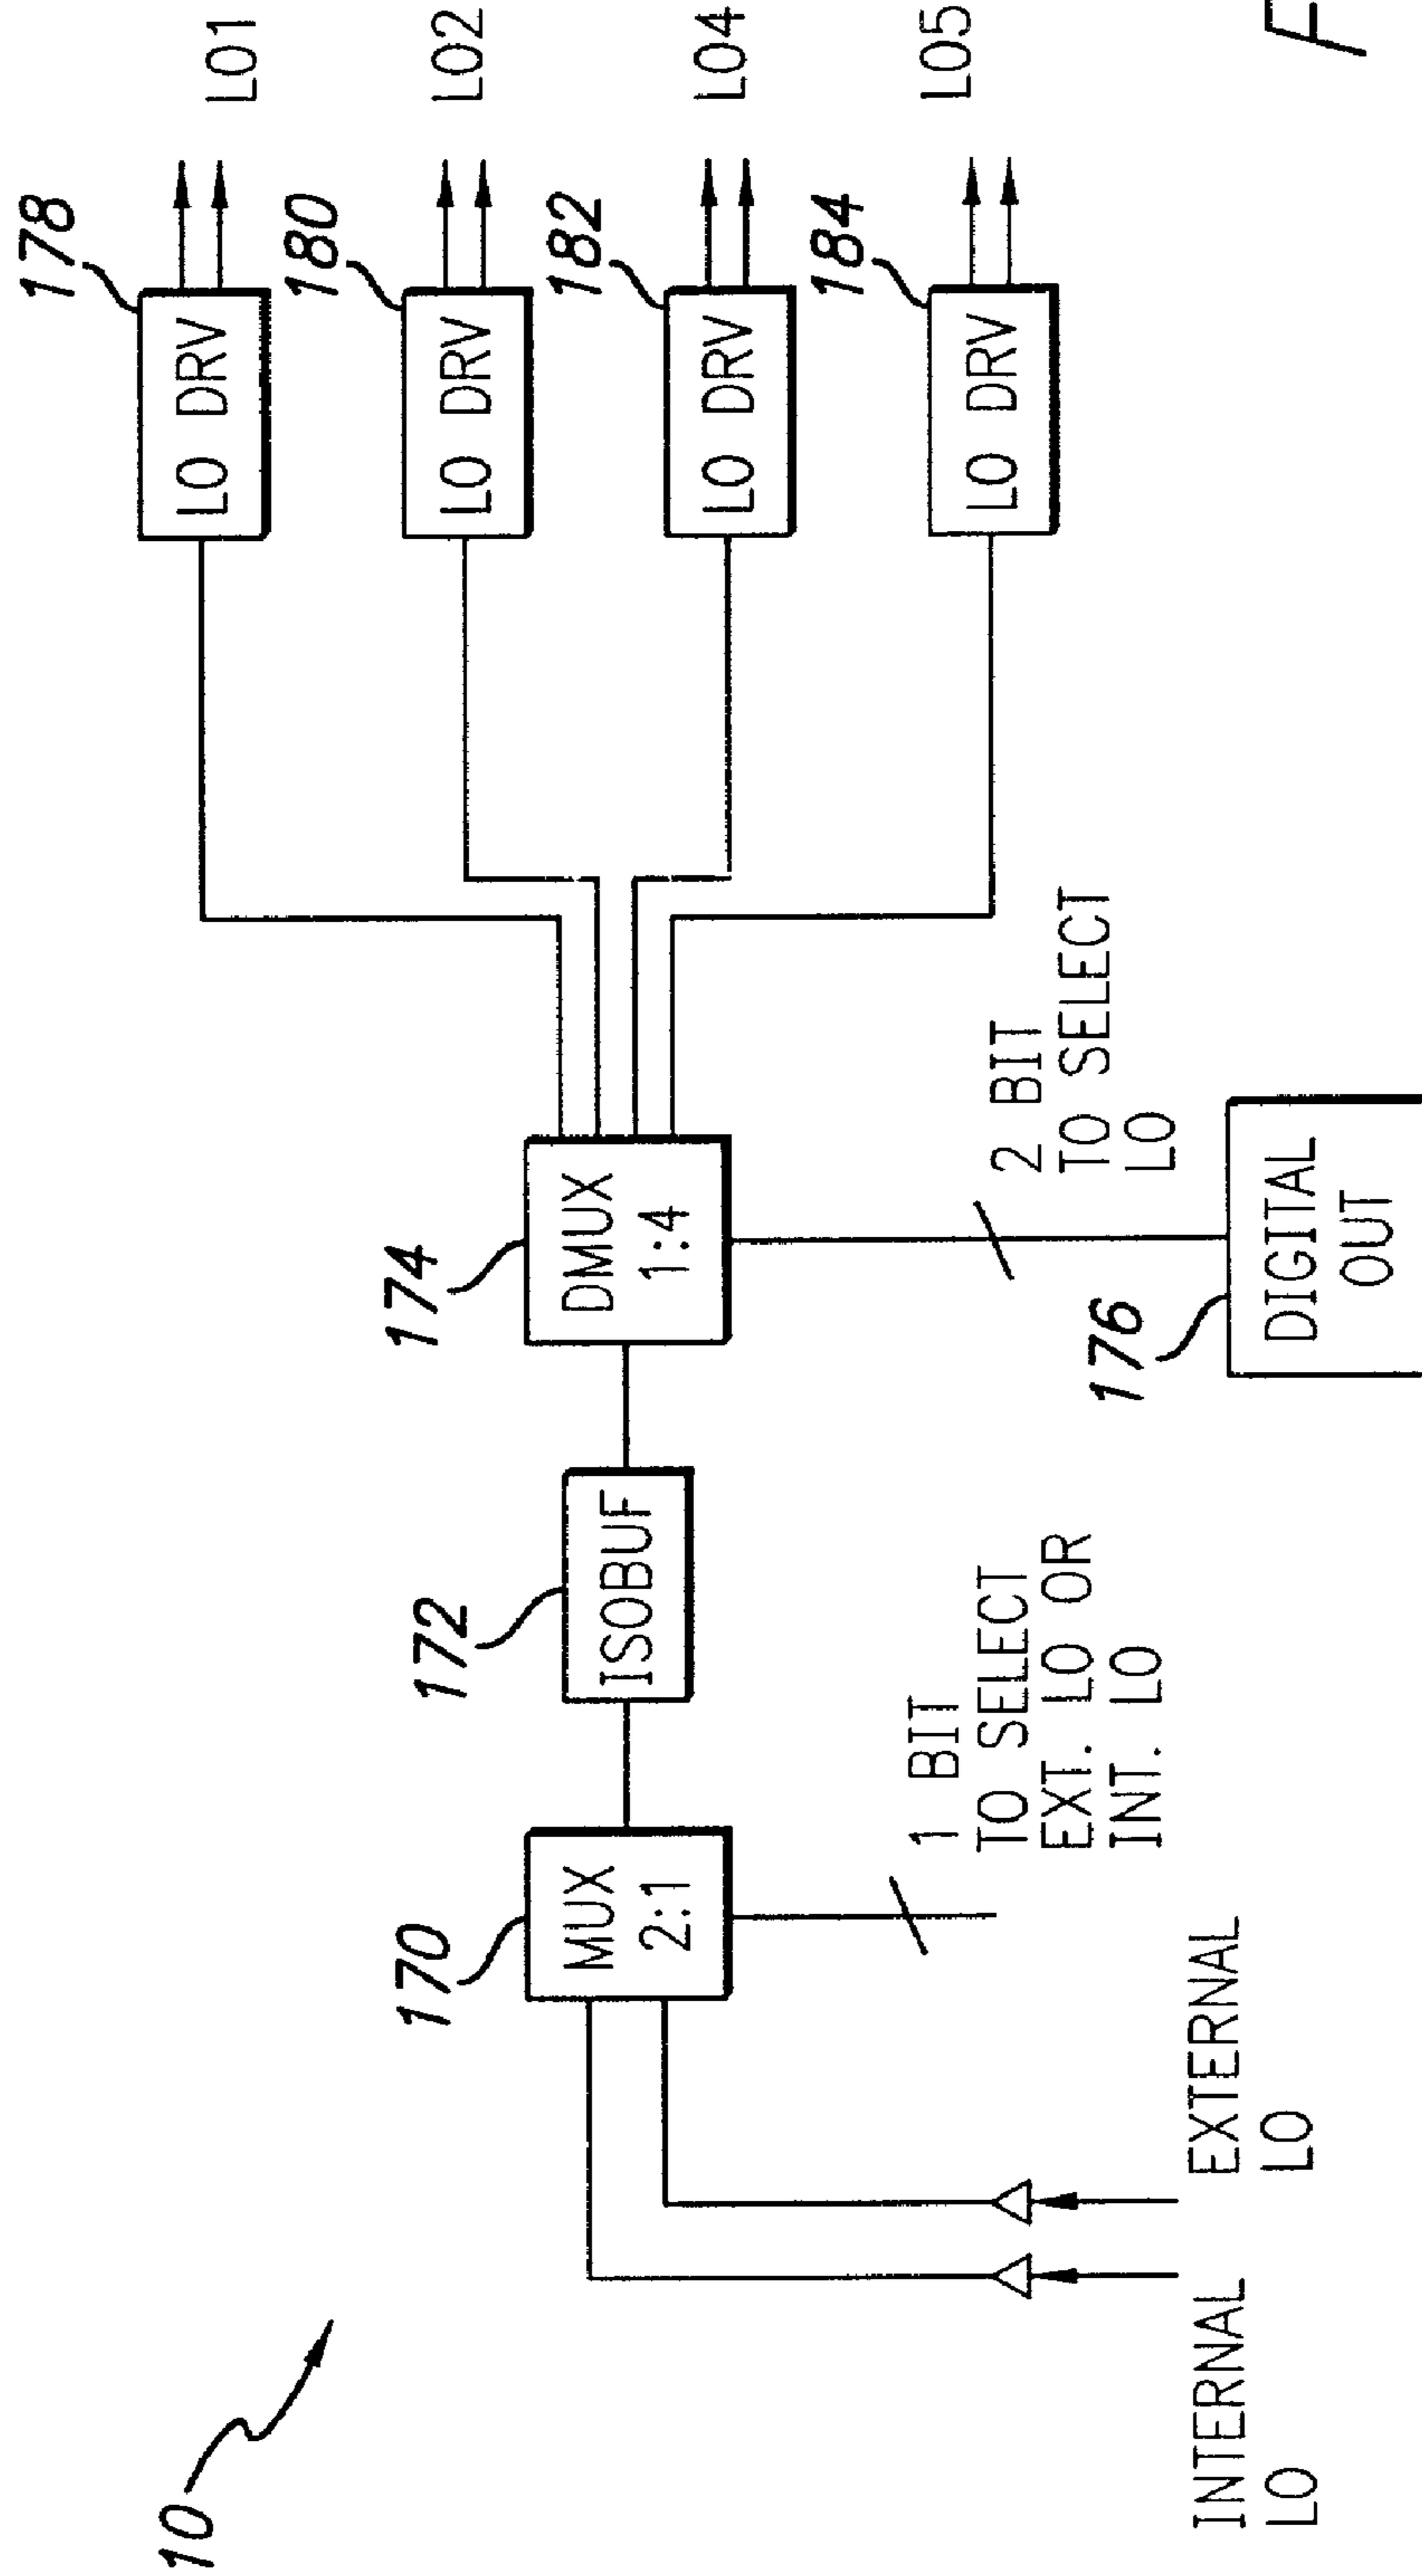 178
LO DRV
LO1
180
LO DRV
LO2
182
LO DRV
LO4
184
LO DRV
LO5
10
170
MUX
2:1
172
ISOBUF
174
DMUX
1:4
1 BIT
TO SELECT
EXT. LO OR
INT. LO
2 BIT
TO SELECT
LO
176
DIGITAL
OUT
INTERNAL
LO
EXTERNAL
LO
F